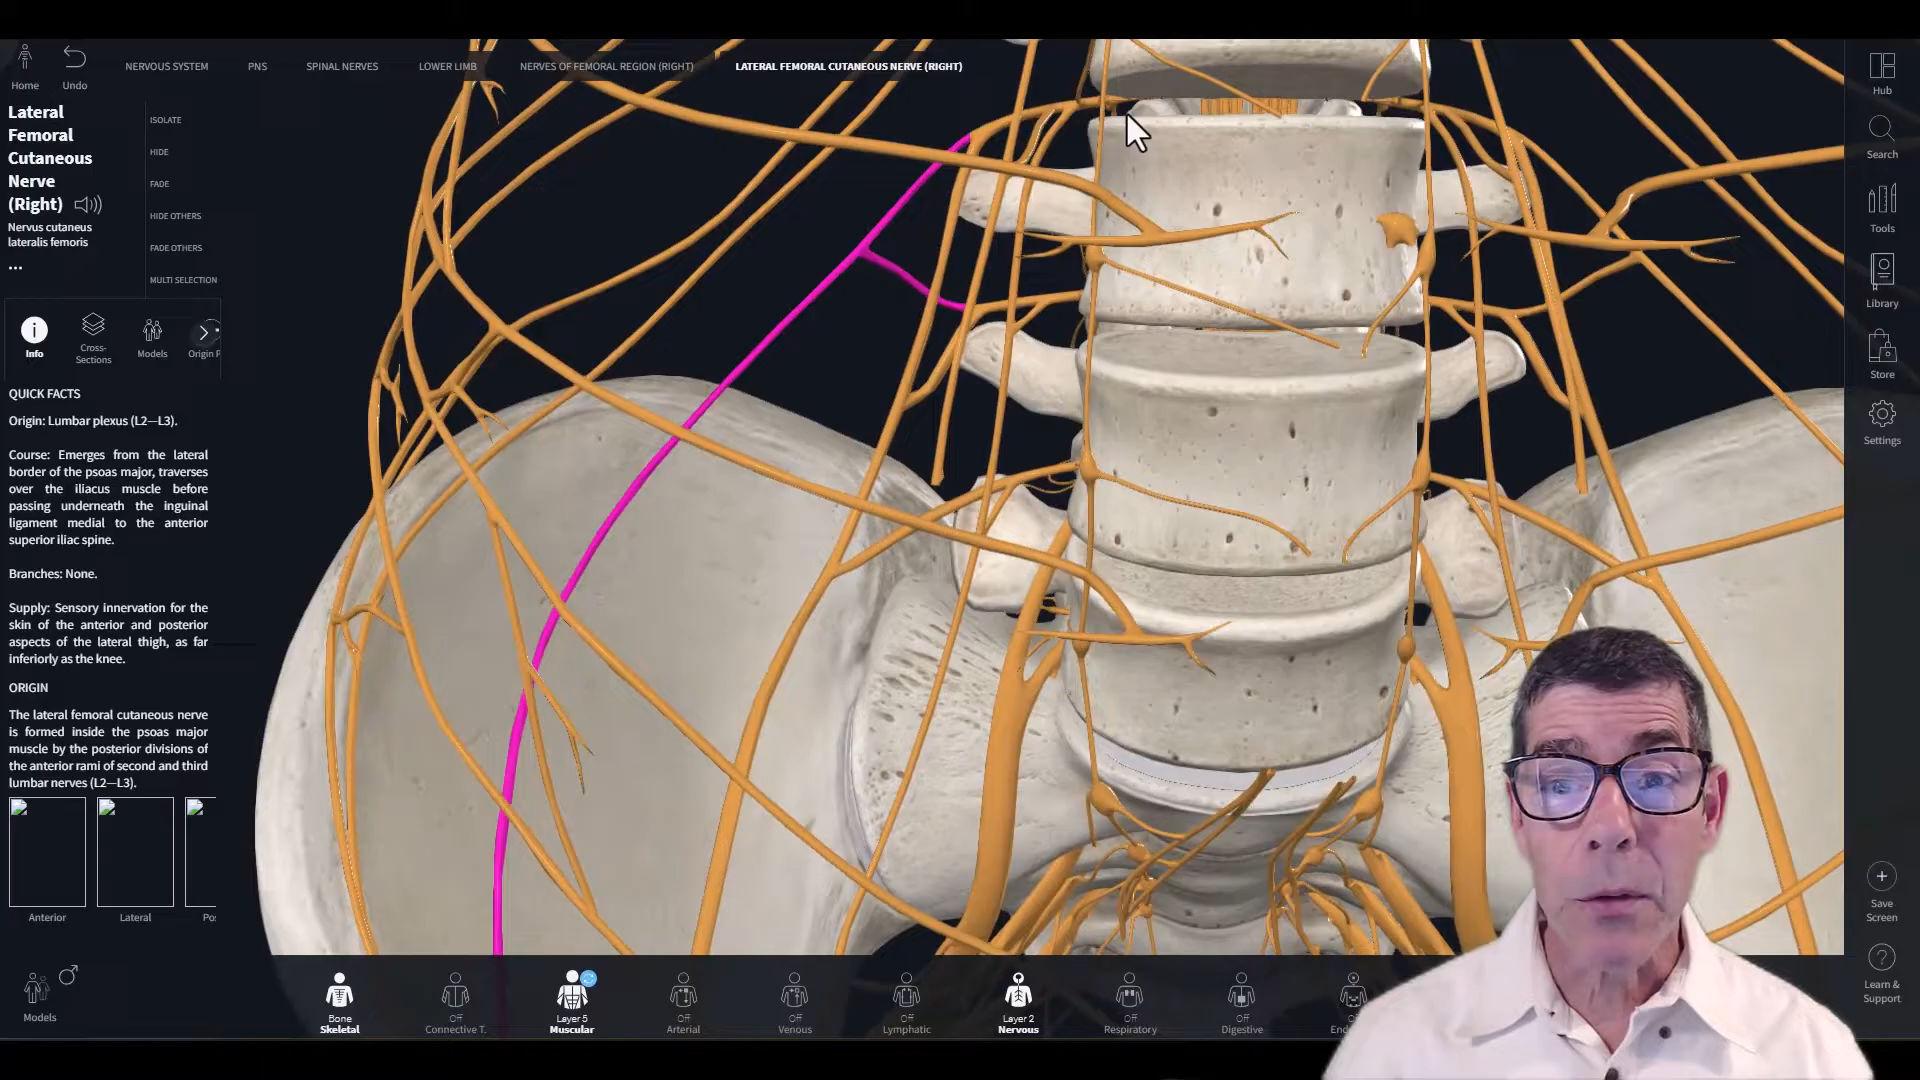 Home
Undo
NERVOUS SYSTEM
PNS
SPINAL NERVES
LOWER LIMB
NERVES OF FEMORAL REGION (RIGHT)
LATERAL FEMORAL CUTANEOUS NERVE (RIGHT)
Lateral
Femoral
Cutaneous
Nerve
(Right)
Nervus cutaneus
lateralis femoris
...
ISOLATE
HIDE
FADE
HIDE OTHERS
FADE OTHERS
MULTI SELECTION
Info
Cross-
Sections
Models
Origin
QUICK FACTS
Origin: Lumbar plexus (L2—L3).
Course: Emerges from the lateral
border of the psoas major, traverses
over the iliacus muscle before
passing underneath the inguinal
ligament medial to the anterior
superior iliac spine.
Branches: None.
Supply: Sensory innervation for the
skin of the anterior and posterior
aspects of the lateral thigh, as far
inferiorly as the knee.
ORIGIN
The lateral femoral cutaneous nerve
is formed inside the psoas major
muscle by the posterior divisions of
the anterior rami of second and third
lumbar nerves (L2—L3).
Anterior
Lateral
Pos
Models
Bone
Skeletal
Off
Connective T.
Layer 5
Muscular
Off
Arterial
Off
Venous
Off
Lymphatic
Layer 2
Nervous
Off
Respiratory
Off
Digestive
Hub
Search
Tools
Library
Store
Settings
Save
Screen
Learn &
Support